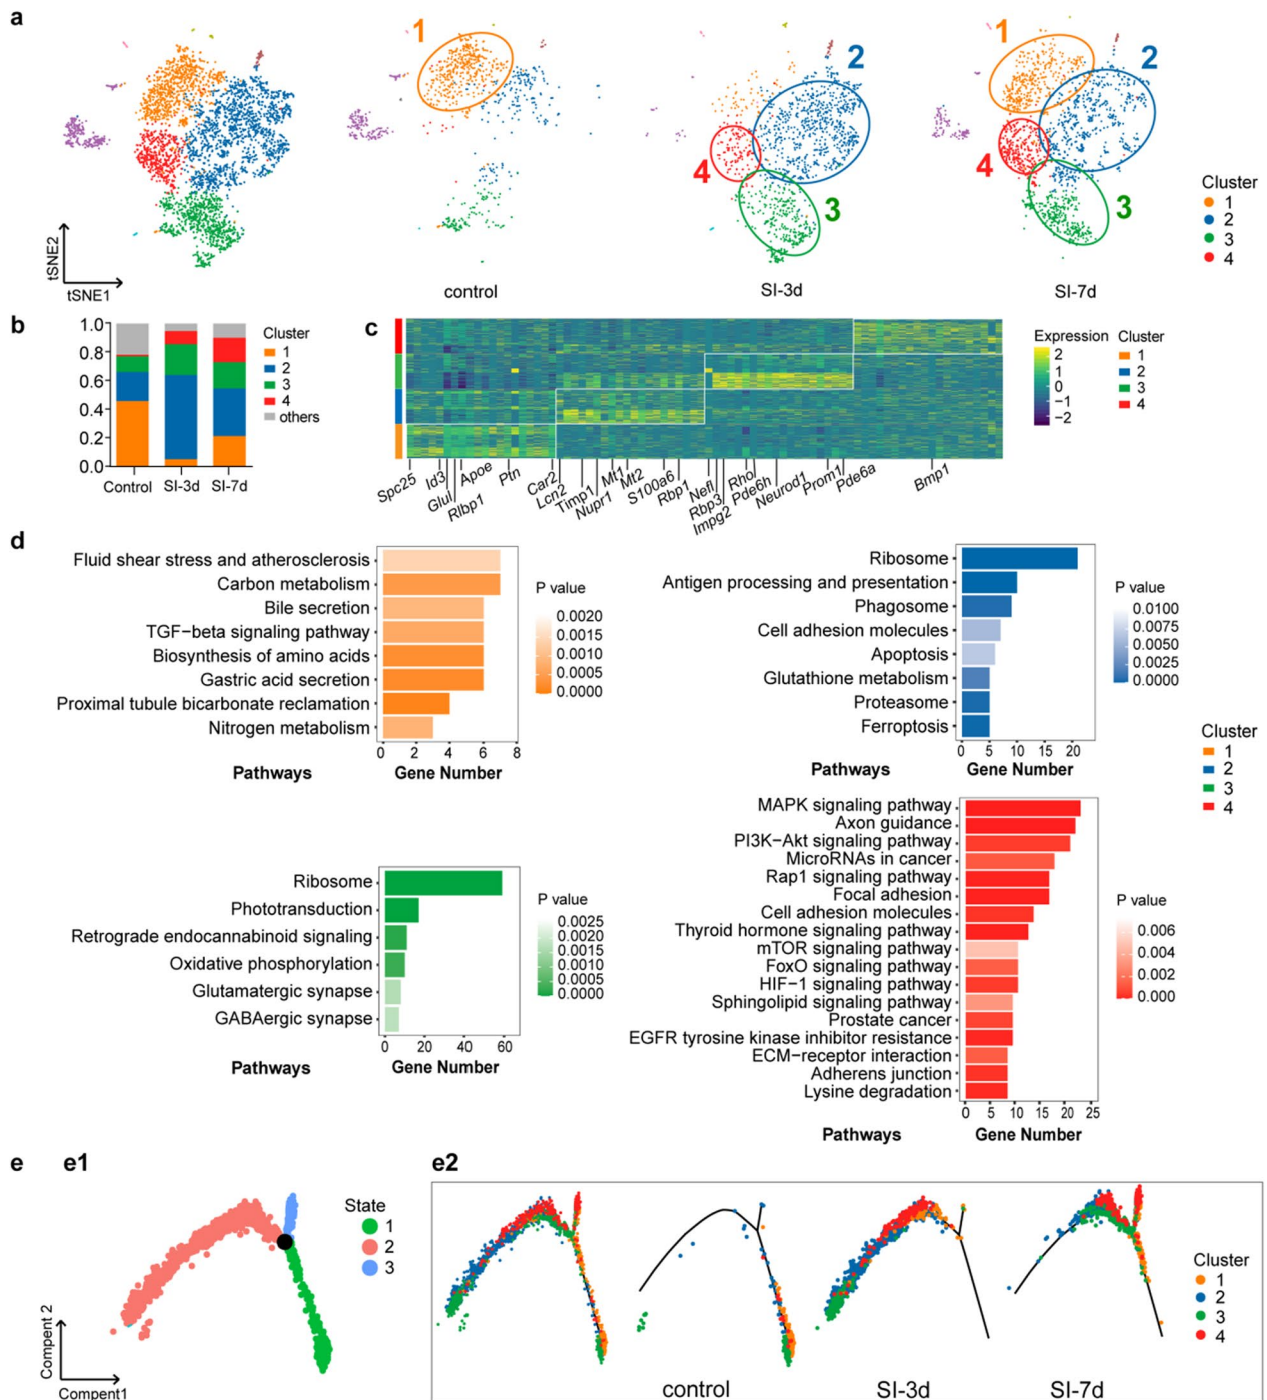 a
1
2
3
4
1
2
3
4
tSNE2
tSNE1
control
SI-3d
SI-7d
Cluster
1
2
3
4
b
1.0
0.8
0.6
0.4
0.2
0.0
Control SI-3d SI-7d
Cluster
1
2
3
4
others
c
Expression
2
1
0
−1
−2
Cluster
1
2
3
4
Spc25 Id3 Glul Rlbp1 Apoe Ptn Car2 Lcn2 Timp1 Nupr1 Mt1 Mt2 S100a6 Rbp1 Nefl Rbp3 Impg2 Rho Pde6h Neurod1 Prom1 Pde6a Bmp1
d
Fluid shear stress and atherosclerosis
Carbon metabolism
Bile secretion
TGF−beta signaling pathway
Biosynthesis of amino acids
Gastric acid secretion
Proximal tubule bicarbonate reclamation
Nitrogen metabolism
0 2 4 6 8
Pathways Gene Number
P value
0.0020
0.0015
0.0010
0.0005
0.0000
Ribosome
Antigen processing and presentation
Phagosome
Cell adhesion molecules
Apoptosis
Glutathione metabolism
Proteasome
Ferroptosis
0 5 10 15 20
Pathways Gene Number
P value
0.0100
0.0075
0.0050
0.0025
0.0000
Cluster
1
2
3
4
Ribosome
Phototransduction
Retrograde endocannabinoid signaling
Oxidative phosphorylation
Glutamatergic synapse
GABAergic synapse
0 20 40 60
Pathways Gene Number
P value
0.0025
0.0020
0.0015
0.0010
0.0005
0.0000
MAPK signaling pathway
Axon guidance
PI3K−Akt signaling pathway
MicroRNAs in cancer
Rap1 signaling pathway
Focal adhesion
Cell adhesion molecules
Thyroid hormone signaling pathway
mTOR signaling pathway
FoxO signaling pathway
HIF−1 signaling pathway
Sphingolipid signaling pathway
Prostate cancer
EGFR tyrosine kinase inhibitor resistance
ECM−receptor interaction
Adherens junction
Lysine degradation
0 5 10 15 20 25
Pathways Gene Number
P value
0.006
0.004
0.002
0.000
e e1
State
1
2
3
Compent 2
Compent1
e2
control
SI-3d
SI-7d
Cluster
1
2
3
4